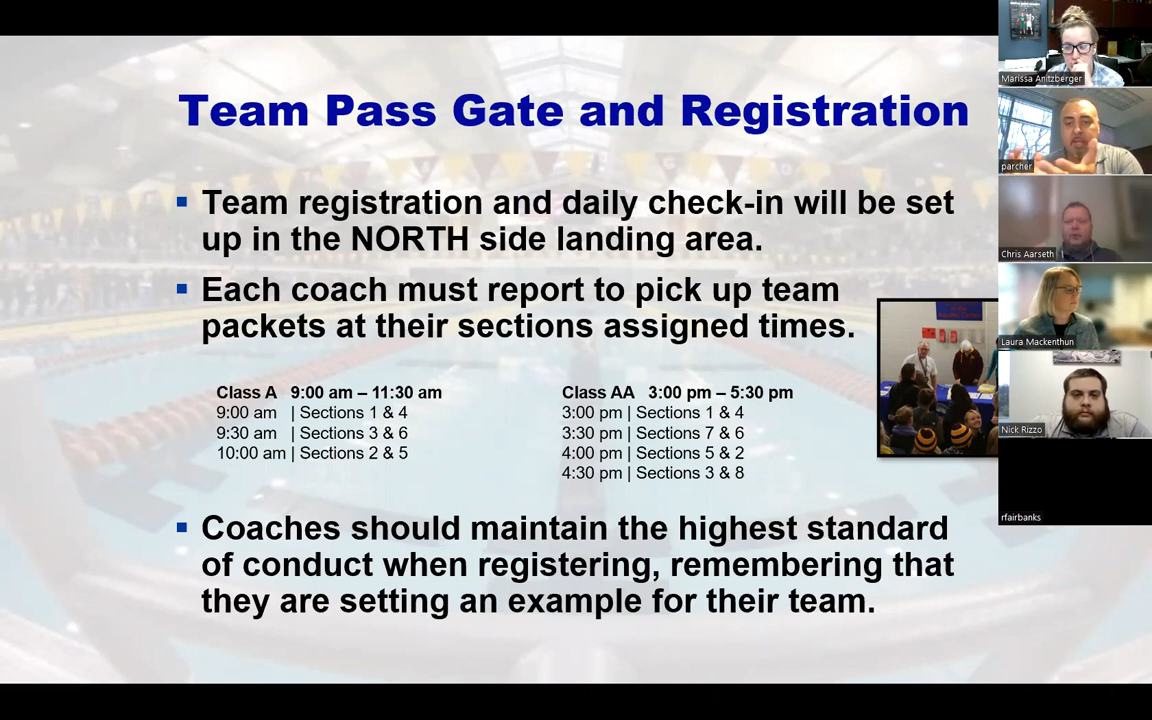 Team Pass Gate and Registration
Team registration and daily check-in will be set
up in the NORTH side landing area.
Each coach must report to pick up team
packets at their sections assigned times.
Class A 9:00 am – 11:30 am
9:00 am | Sections 1 & 4
9:30 am | Sections 3 & 6
10:00 am | Sections 2 & 5
Class AA 3:00 pm – 5:30 pm
3:00 pm | Sections 1 & 4
3:30 pm | Sections 7 & 6
4:00 pm | Sections 5 & 2
4:30 pm | Sections 3 & 8
Coaches should maintain the highest standard
of conduct when registering, remembering that
they are setting an example for their team.
Marissa Anitzberger
parcher
Chris Aarseth
Laura Mackenthun
Nick Rizzo
rfairbanks